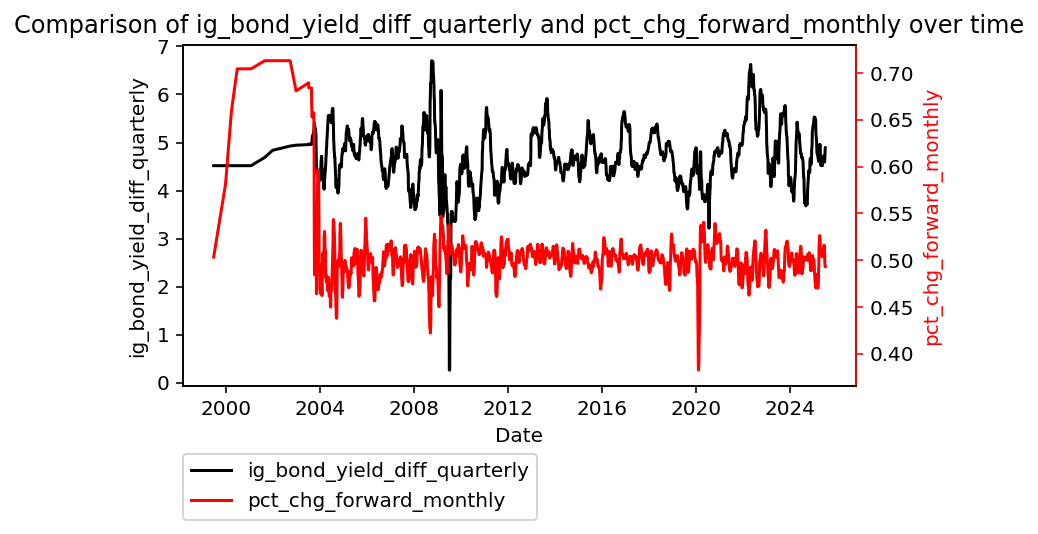 Comparison of ig_bond_yield_diff_quarterly and pct_chg_forward_monthly over time
ig_bond_yield_diff_quarterly
7
6
5
4
3
2
1
0
0.70
0.65
0.60
0.55
0.50
0.45
0.40
pct_chg_forward_monthly
2000 2004 2008 2012 2016 2020 2024
Date
ig_bond_yield_diff_quarterly
pct_chg_forward_monthly